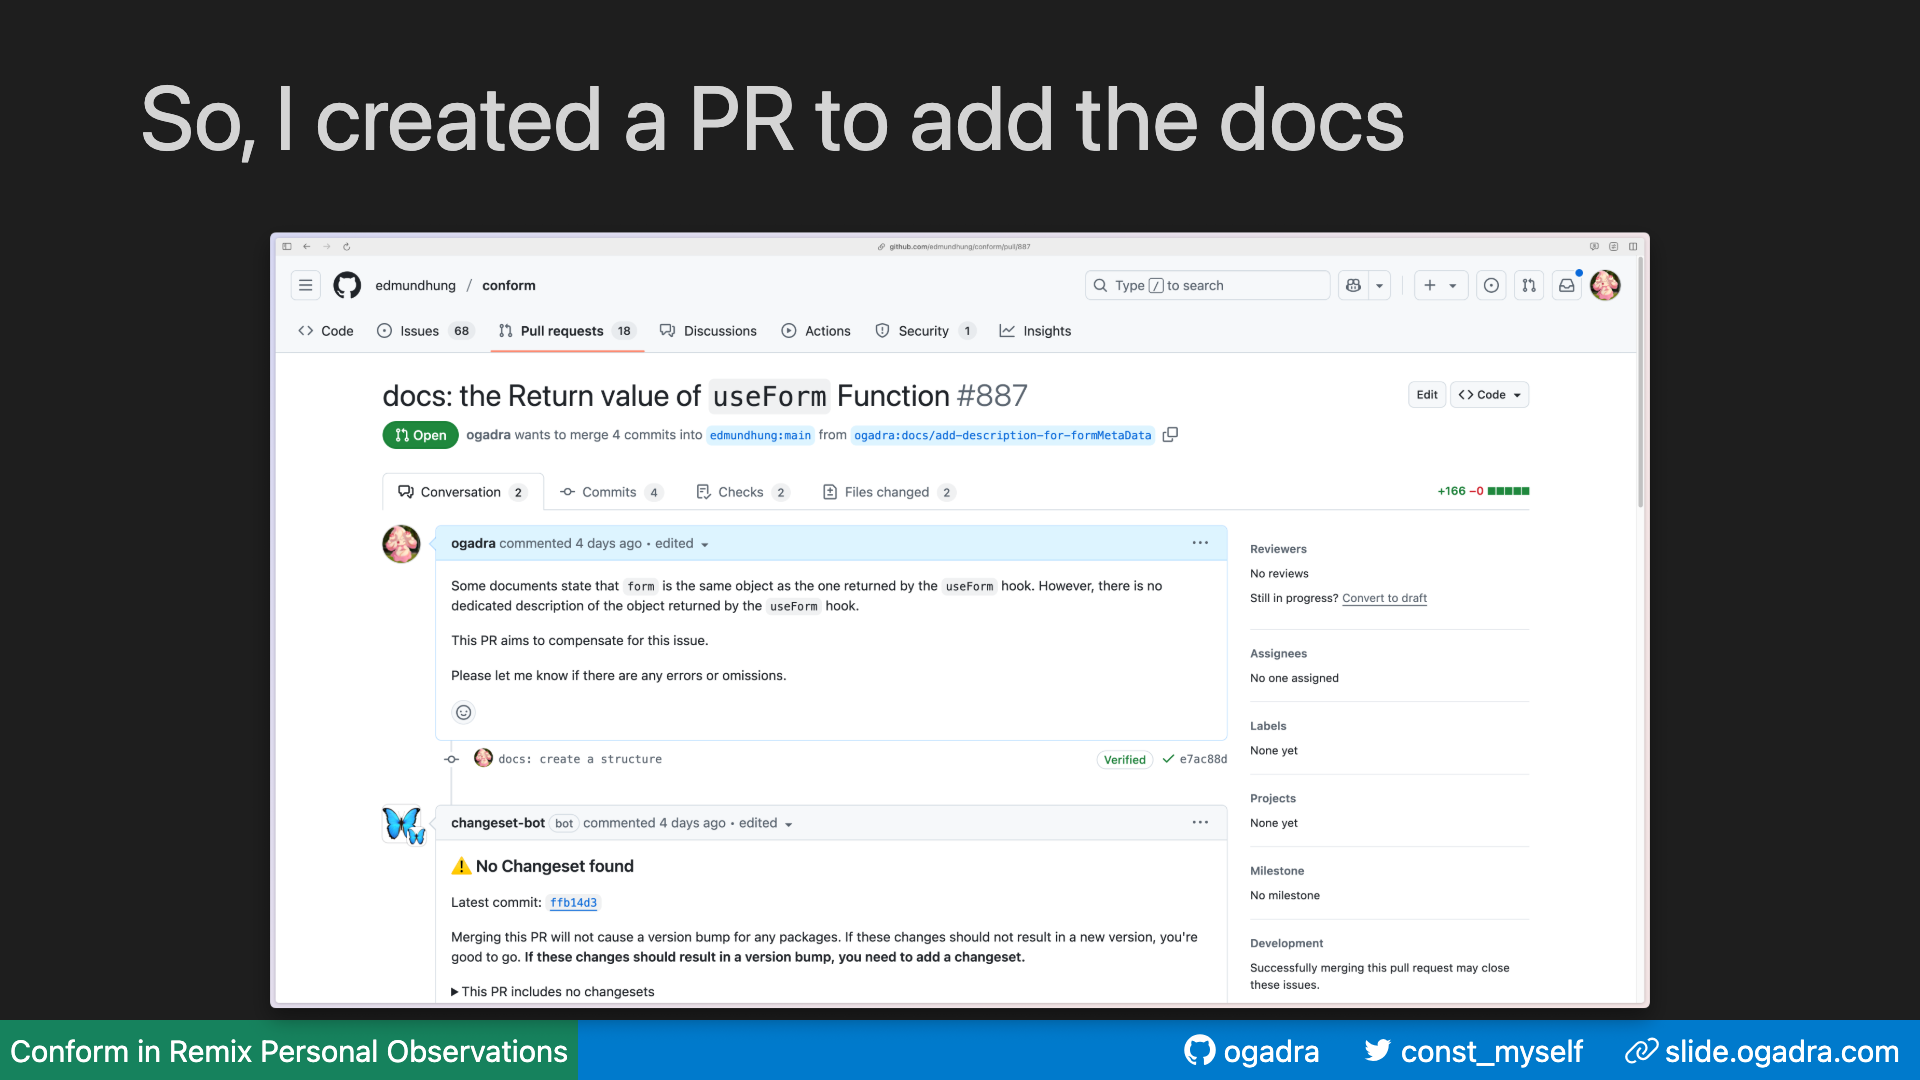 So, I created a PR to add the docs
github.com/edmundhung/conform/pull/887
edmundhung / conform
Type / to search
Code
Issues 68
Pull requests 18
Discussions
Actions
Security 1
Insights
docs: the Return value of useForm Function #887
Edit
Code
Open
ogadra wants to merge 4 commits into edmundhung:main from ogadra:docs/add-description-for-formMetaData
Conversation 2
Commits 4
Checks 2
Files changed 2
+166 −0
ogadra commented 4 days ago • edited
Some documents state that form is the same object as the one returned by the useForm hook. However, there is no
dedicated description of the object returned by the useForm hook.
This PR aims to compensate for this issue.
Please let me know if there are any errors or omissions.
docs: create a structure
Verified
e7ac88d
changeset-bot bot commented 4 days ago • edited
⚠️ No Changeset found
Latest commit: ffb14d3
Merging this PR will not cause a version bump for any packages. If these changes should not result in a new version, you're
good to go. If these changes should result in a version bump, you need to add a changeset.
This PR includes no changesets
Reviewers
No reviews
Still in progress? Convert to draft
Assignees
No one assigned
Labels
None yet
Projects
None yet
Milestone
No milestone
Development
Successfully merging this pull request may close
these issues.
Conform in Remix Personal Observations
ogadra
const_myself
slide.ogadra.com